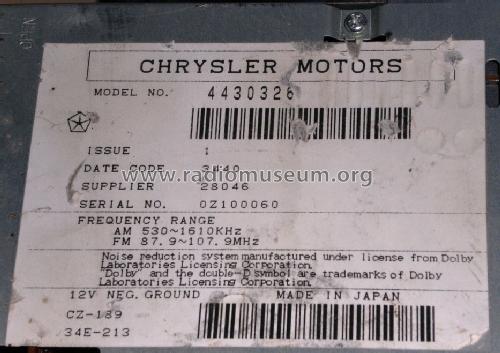 CHRYSLER MOTORS
MODEL NO. 4430326
ISSUE 1
DATE CODE
SUPPLIER 28046
© www.radiomuseum.org
SERIAL NO. 0Z100060
FREQUENCY RANGE
AM 530~1610KHz
FM 87.9~107.9MHz
Noise reduction system manufactured under license from Dolby
Laboratories Licensing Corporation.
"Dolby" and the double-D symbol are trademarks of Dolby
Laboratories Licensing Corporation.
12V NEG. GROUND MADE IN JAPAN
CZ-189
34E-213